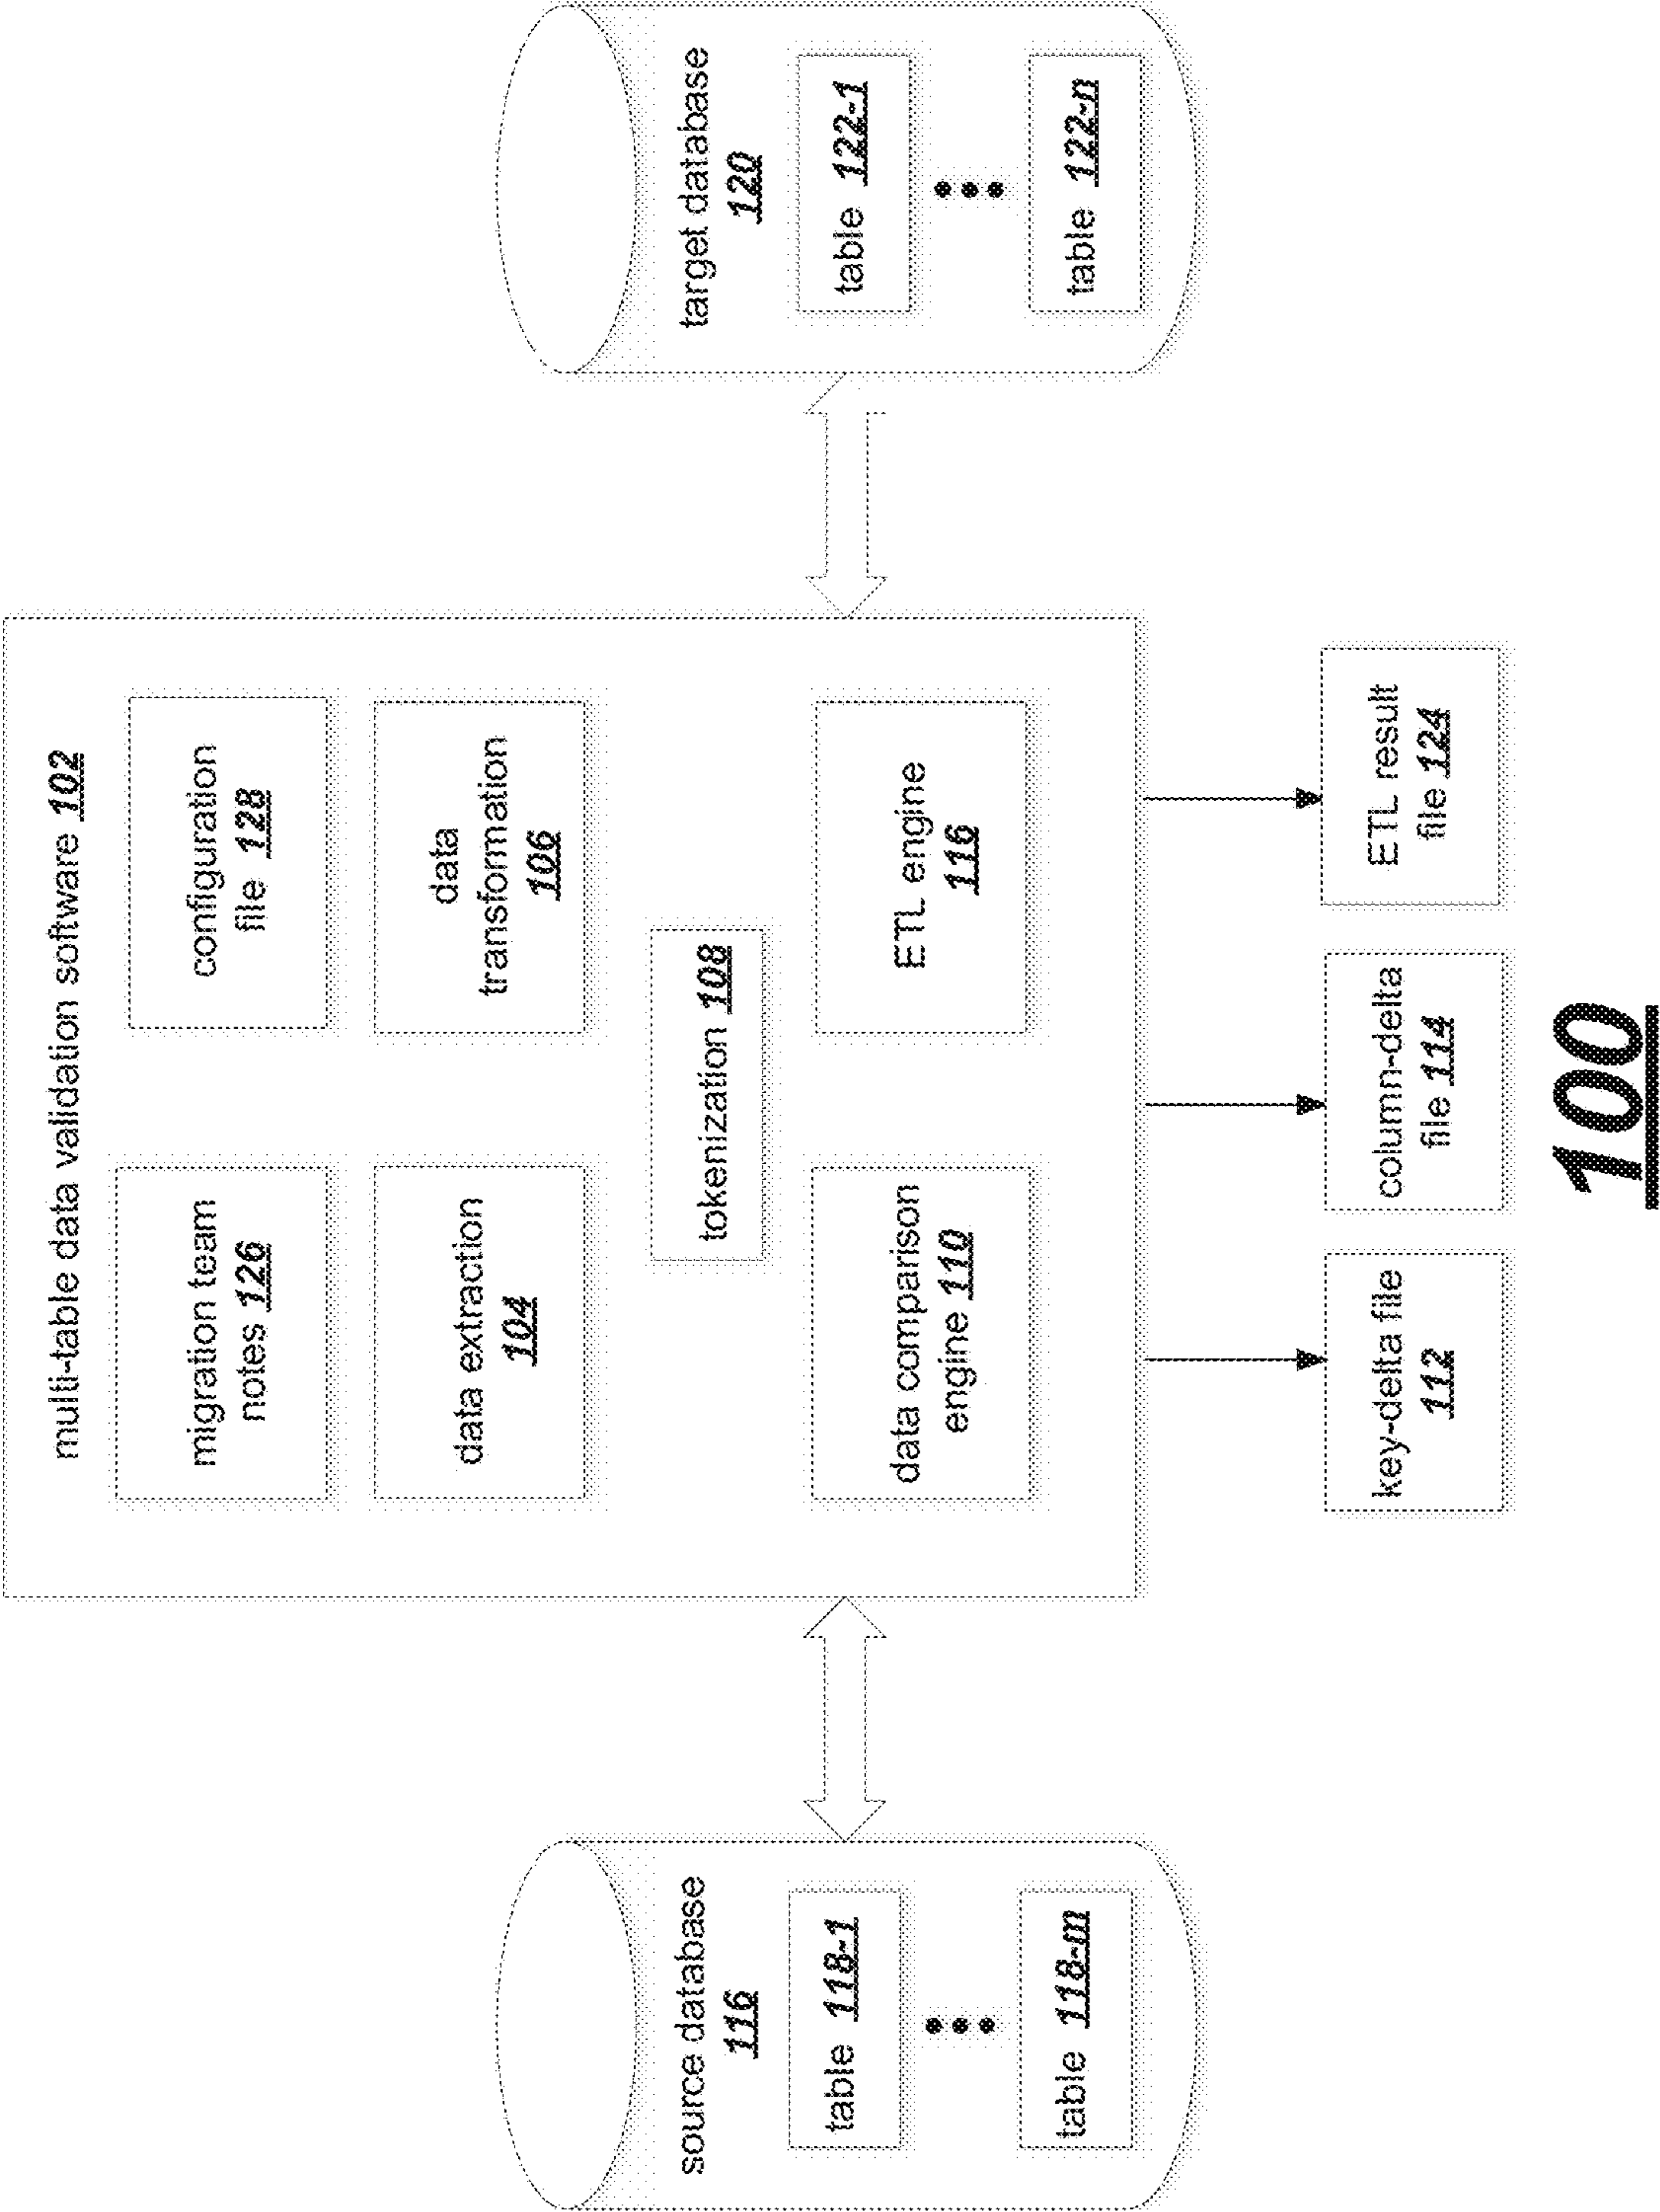 multi-table data validation software 102
migration team
notes 126
configuration
file 128
data extraction
104
data
transformation
106
tokenization 108
data comparison
engine 110
ETL engine
116
source database
116
table 118-1
table 118-m
target database
120
table 122-1
table 122-n
key-delta file
112
column-delta
file 114
ETL result
file 124
100